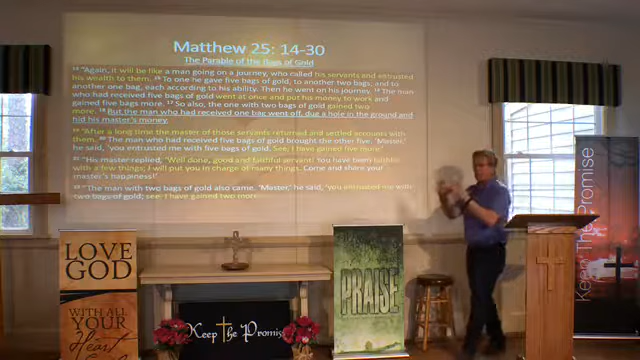 Matthew 25: 14-30
The Parable of the Bags of Gold
14 "Again, it will be like a man going on a journey, who called his servants and entrusted
his wealth to them. 15 To one he gave five bags of gold, to another two bags, and to
another one bag, each according to his ability. Then he went on his journey. 16 The man
who had received five bags of gold went at once and put his money to work and
gained five bags more. 17 So also, the one with two bags of gold gained two
more. 18 But the man who had received one bag went off, dug a hole in the ground and
hid his master's money.
19 "After a long time the master of those servants returned and settled accounts with
them. 20 The man who had received five bags of gold brought the other five. 'Master,'
he said, 'you entrusted me with five bags of gold. See, I have gained five more.'
21 "His master replied, 'Well done, good and faithful servant! You have been faithful
with a few things; I will put you in charge of many things. Come and share your
master's happiness!'
22 "The man with two bags of gold also came. 'Master,' he said, 'you entrusted me with
two bags of gold; see, I have gained two more.'
LOVE
GOD
WITH ALL
YOUR
Heart
Keep The Promise
PRAISE
Keep The Promise